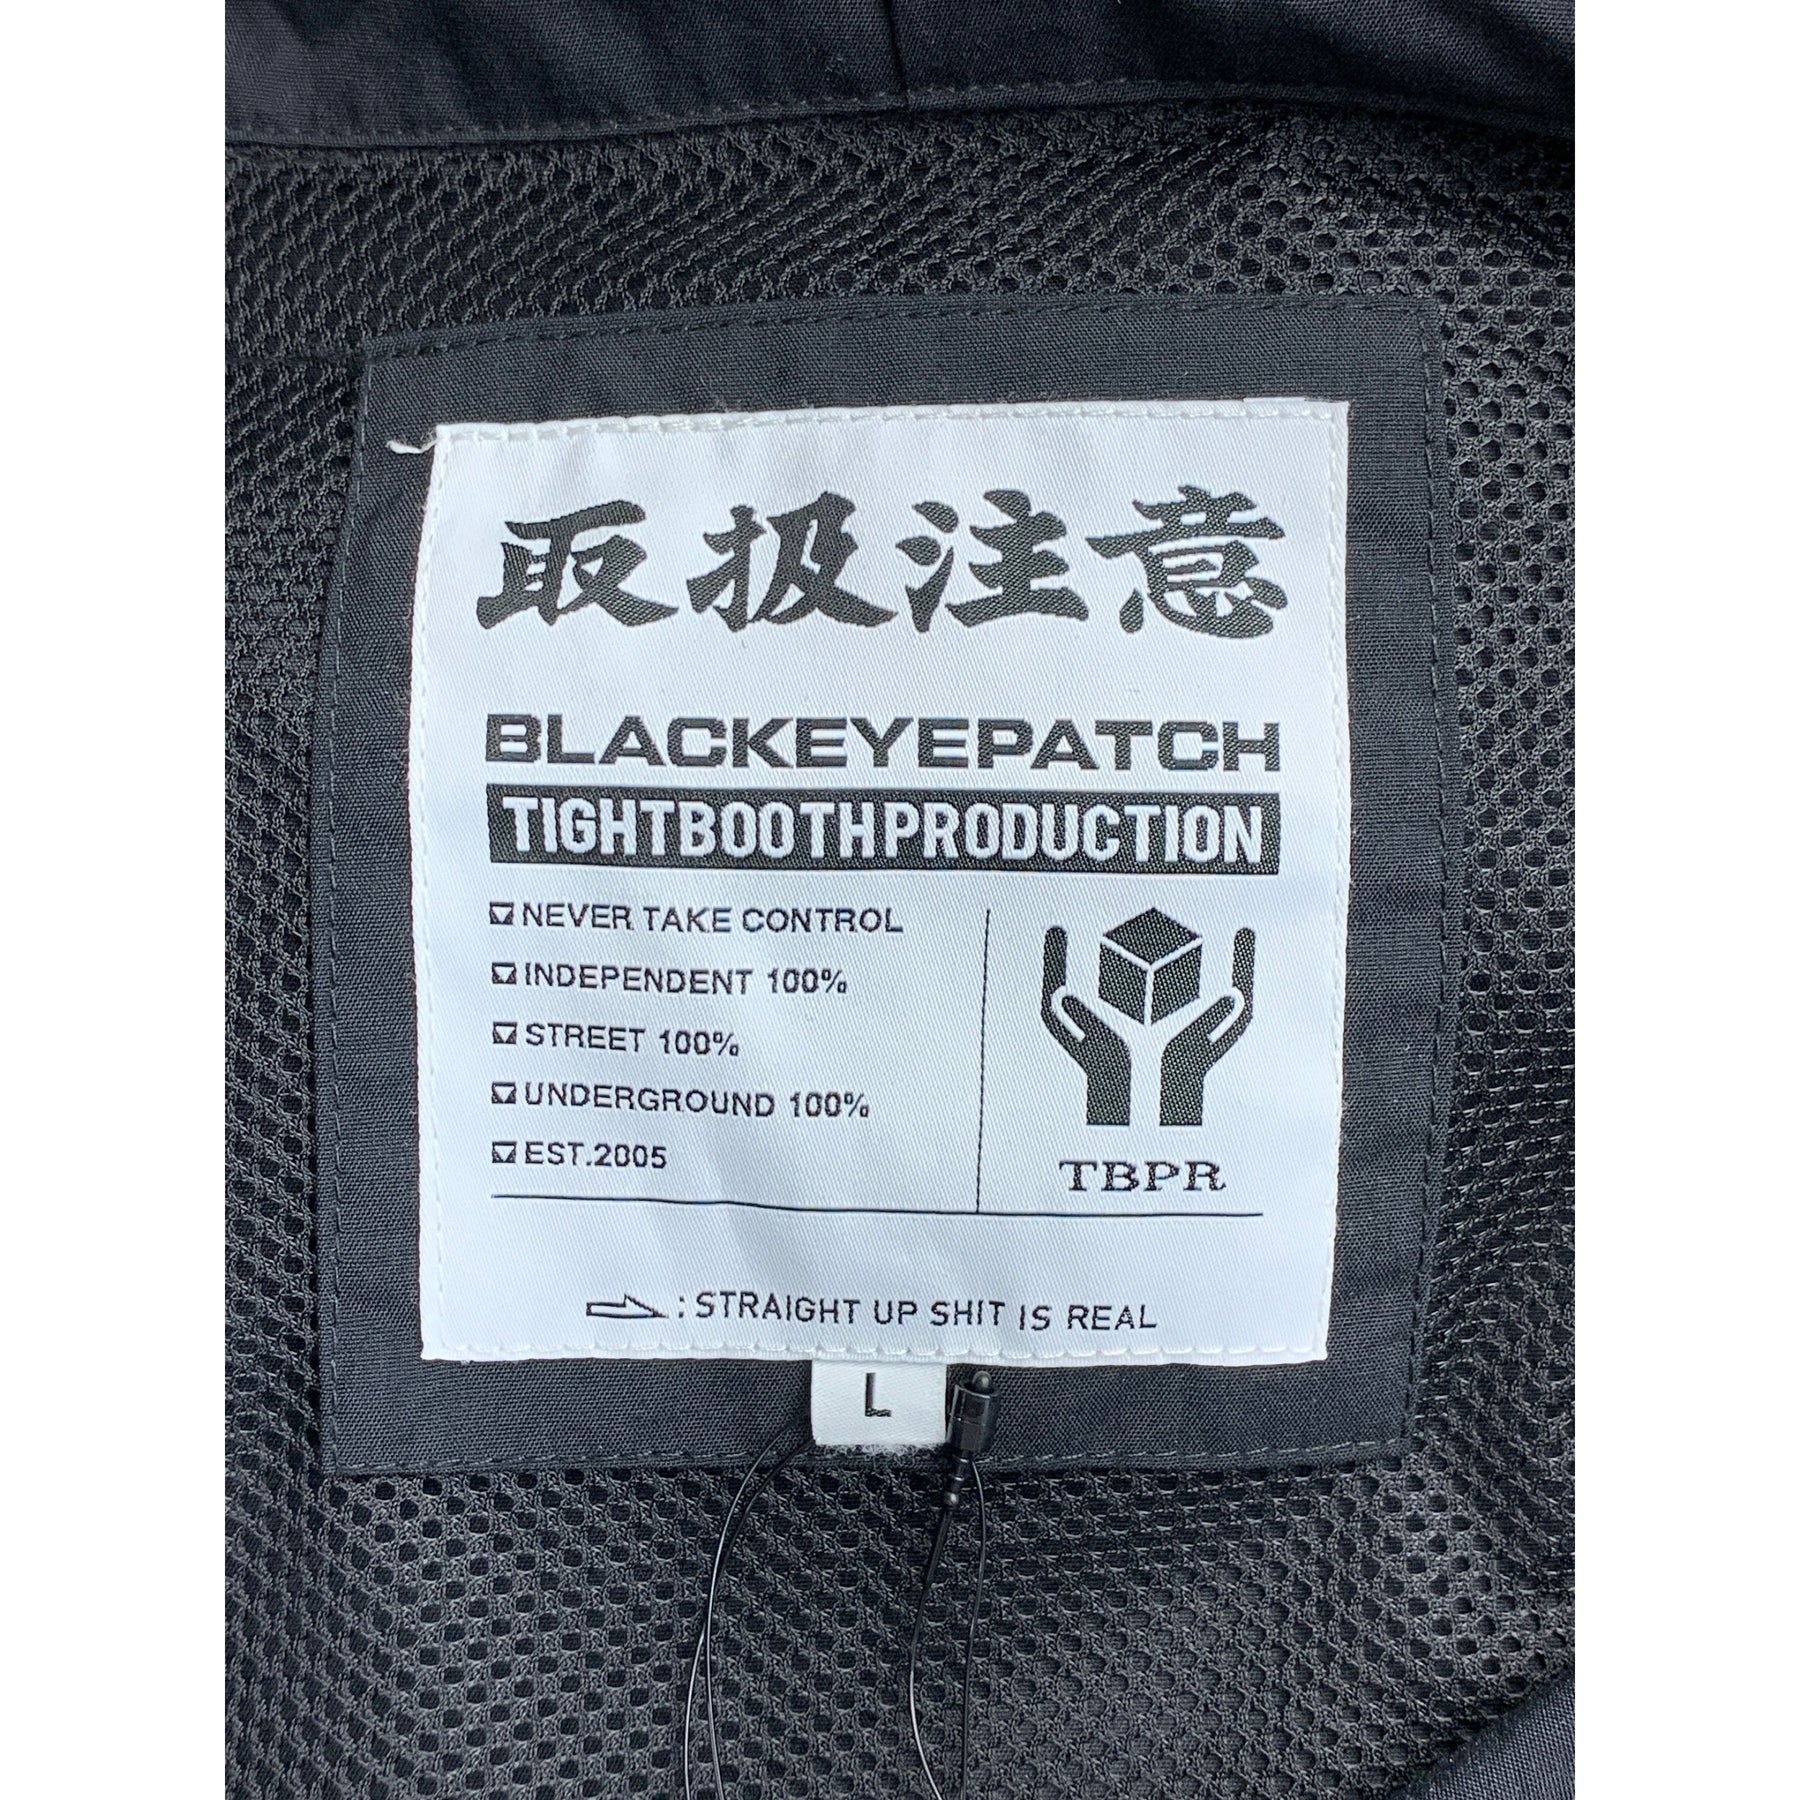 取扱注意
BLACKEYEPATCH
TIGHTBOOTHPRODUCTION
NEVER TAKE CONTROL
INDEPENDENT 100%
STREET 100%
UNDERGROUND 100%
EST.2005
TBPR
: STRAIGHT UP SHIT IS REAL
L